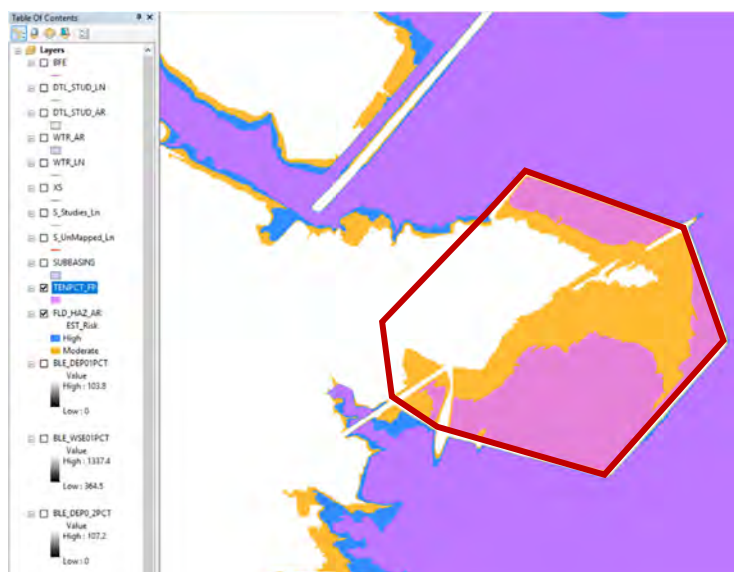 Table Of Contents
Layers
BFE
DTL_STUD_LN
DTL_STUD_AR
WTR_AR
WTR_LN
XS
S_Studies_Ln
S_UnMapped_Ln
SUBBASINS
TENPCT_FP
FLD_HAZ_AR
EST_Risk
High
Moderate
BLE_DEP01PCT
Value
High : 103.8
Low : 0
BLE_WSE01PCT
Value
High : 1337.4
Low : 364.5
BLE_DEP0_2PCT
Value
High : 107.2
Low : 0